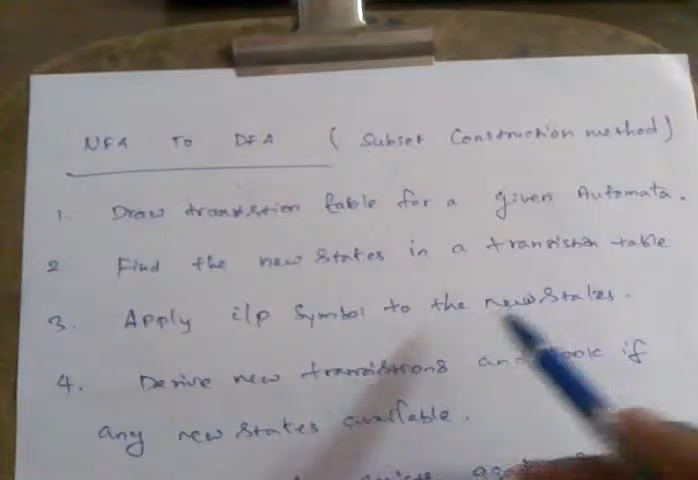 NFA To DFA ( Subset Construction method)
1. Draw transistion table for a given Automata.
2 Find the new states in a transistion table
3. Apply i/p symbol to the new states.
4. Derive new transistions and look if
any new states available.